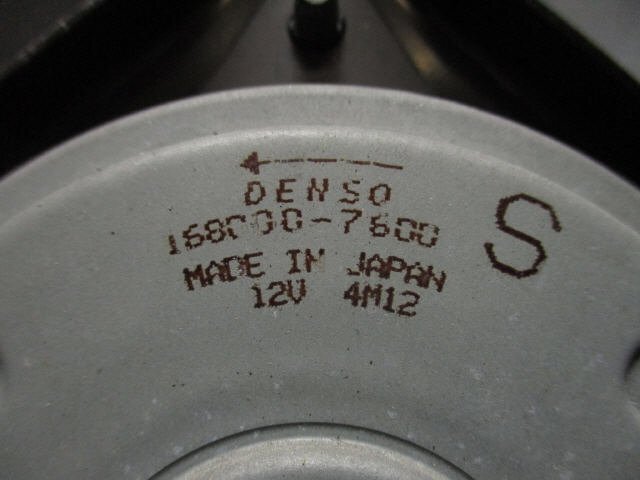 DENSO
168000-7600
MADE IN JAPAN
12V 4M12
S